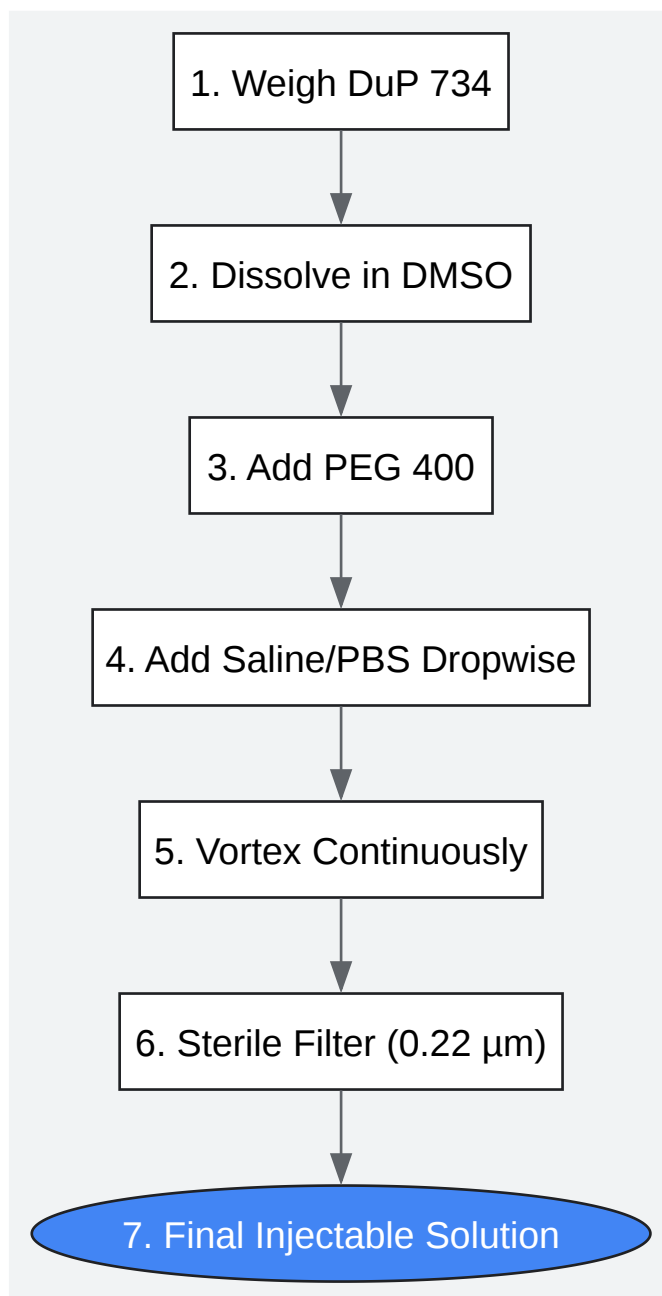 1. Weigh DuP 734
2. Dissolve in DMSO
3. Add PEG 400
4. Add Saline/PBS Dropwise
5. Vortex Continuously
6. Sterile Filter (0.22 µm)
7. Final Injectable Solution